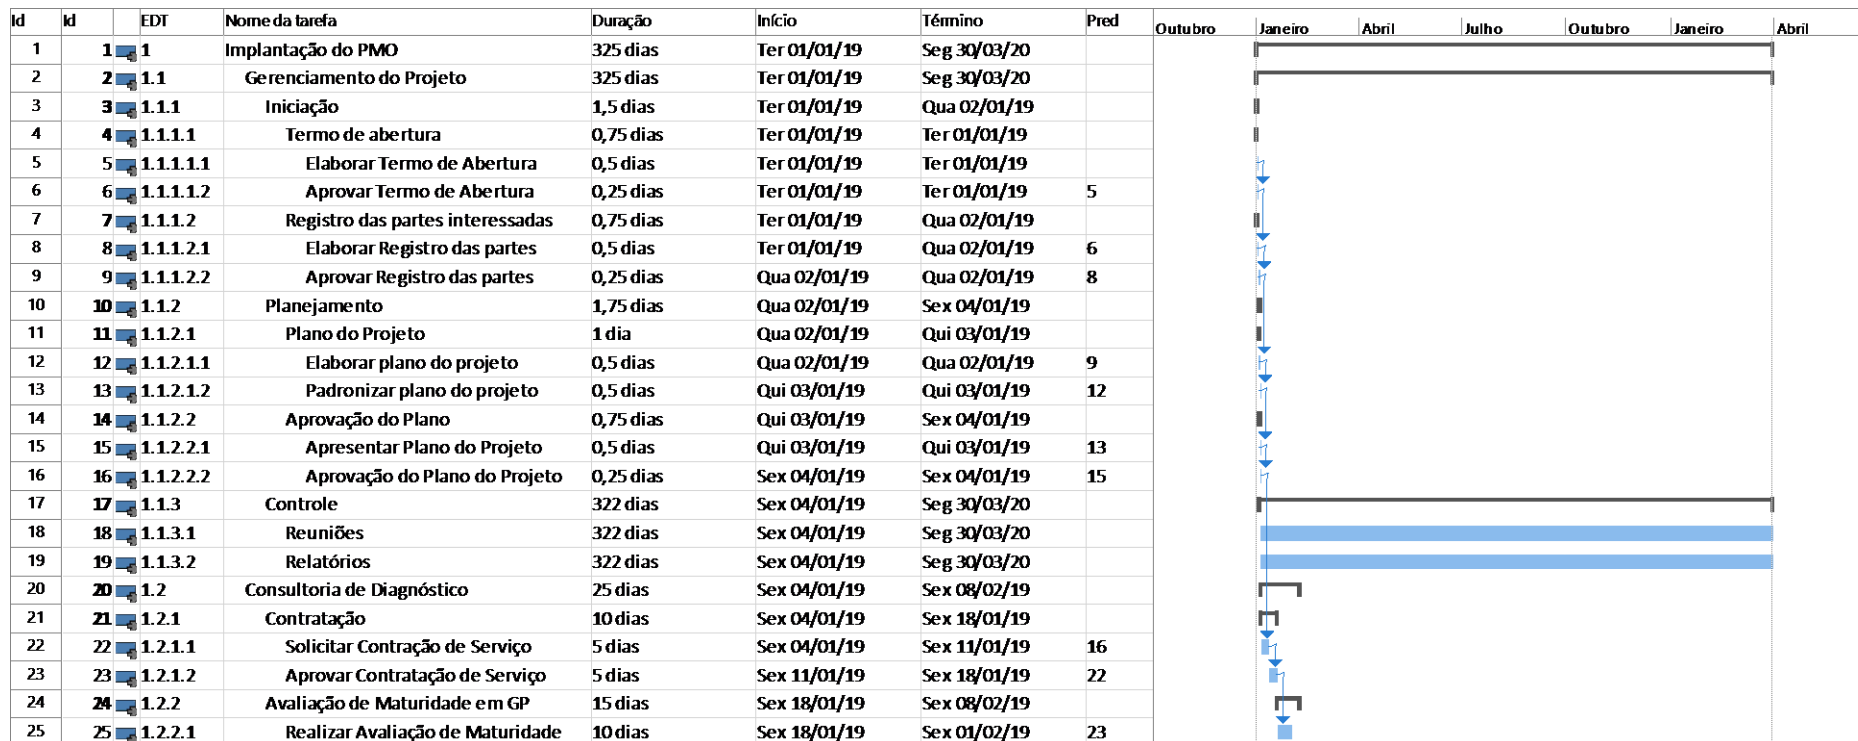 Id Id EDT Nome da tarefa Duração Início Término Pred Outubro Janeiro Abril Julho Outubro Janeiro Abril
1 1 1 Implantação do PMO 325 dias Ter 01/01/19 Seg 30/03/20
2 2 1.1 Gerenciamento do Projeto 325 dias Ter 01/01/19 Seg 30/03/20
3 3 1.1.1 Iniciação 1,5 dias Ter 01/01/19 Qua 02/01/19
4 4 1.1.1.1 Termo de abertura 0,75 dias Ter 01/01/19 Ter 01/01/19
5 5 1.1.1.1.1 Elaborar Termo de Abertura 0,5 dias Ter 01/01/19 Ter 01/01/19
6 6 1.1.1.1.2 Aprovar Termo de Abertura 0,25 dias Ter 01/01/19 Ter 01/01/19 5
7 7 1.1.1.2 Registro das partes interessadas 0,75 dias Ter 01/01/19 Qua 02/01/19
8 8 1.1.1.2.1 Elaborar Registro das partes 0,5 dias Ter 01/01/19 Qua 02/01/19 6
9 9 1.1.1.2.2 Aprovar Registro das partes 0,25 dias Qua 02/01/19 Qua 02/01/19 8
10 10 1.1.2 Planejamento 1,75 dias Qua 02/01/19 Sex 04/01/19
11 11 1.1.2.1 Plano do Projeto 1 dia Qua 02/01/19 Qui 03/01/19
12 12 1.1.2.1.1 Elaborar plano do projeto 0,5 dias Qua 02/01/19 Qua 02/01/19 9
13 13 1.1.2.1.2 Padronizar plano do projeto 0,5 dias Qui 03/01/19 Qui 03/01/19 12
14 14 1.1.2.2 Aprovação do Plano 0,75 dias Qui 03/01/19 Sex 04/01/19
15 15 1.1.2.2.1 Apresentar Plano do Projeto 0,5 dias Qui 03/01/19 Qui 03/01/19 13
16 16 1.1.2.2.2 Aprovação do Plano do Projeto 0,25 dias Sex 04/01/19 Sex 04/01/19 15
17 17 1.1.3 Controle 322 dias Sex 04/01/19 Seg 30/03/20
18 18 1.1.3.1 Reuniões 322 dias Sex 04/01/19 Seg 30/03/20
19 19 1.1.3.2 Relatórios 322 dias Sex 04/01/19 Seg 30/03/20
20 20 1.2 Consultoria de Diagnóstico 25 dias Sex 04/01/19 Sex 08/02/19
21 21 1.2.1 Contratação 10 dias Sex 04/01/19 Sex 18/01/19
22 22 1.2.1.1 Solicitar Contração de Serviço 5 dias Sex 04/01/19 Sex 11/01/19 16
23 23 1.2.1.2 Aprovar Contratação de Serviço 5 dias Sex 11/01/19 Sex 18/01/19 22
24 24 1.2.2 Avaliação de Maturidade em GP 15 dias Sex 18/01/19 Sex 08/02/19
25 25 1.2.2.1 Realizar Avaliação de Maturidade 10 dias Sex 18/01/19 Sex 01/02/19 23